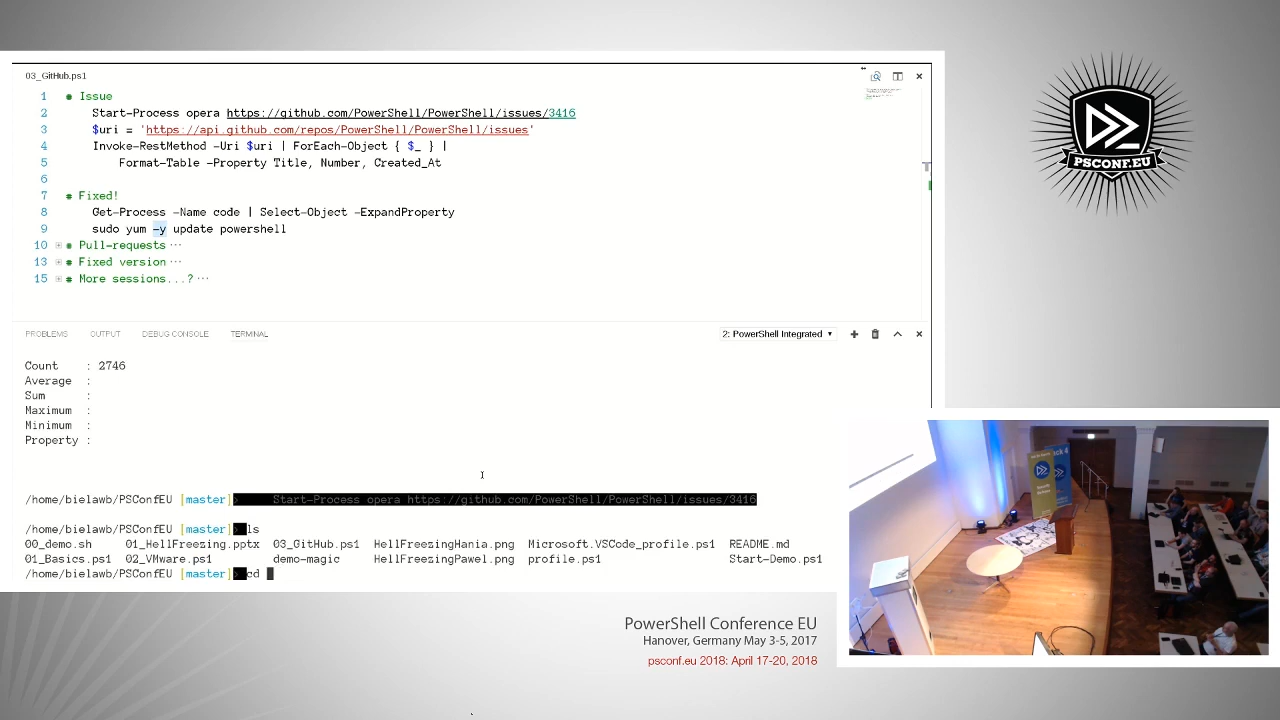 03_GitHub.ps1
1 # Issue
2 Start-Process opera https://github.com/PowerShell/PowerShell/issues/3416
3 $uri = 'https://api.github.com/repos/PowerShell/PowerShell/issues'
4 Invoke-RestMethod -Uri $uri | ForEach-Object { $_ } |
5 Format-Table -Property Title, Number, Created_At
6
7 # Fixed!
8 Get-Process -Name code | Select-Object -ExpandProperty
9 sudo yum -y update powershell
10 # Pull-requests ...
13 # Fixed version ...
15 # More sessions...? ...
PROBLEMS OUTPUT DEBUG CONSOLE TERMINAL 2: PowerShell Integrated
Count : 2746
Average :
Sum :
Maximum :
Minimum :
Property :
/home/bielawb/PSConfEU [master]> Start-Process opera https://github.com/PowerShell/PowerShell/issues/3416
/home/bielawb/PSConfEU [master]> ls
00_demo.sh 01_HellFreezing.pptx 03_GitHub.ps1 HellFreezingHania.png Microsoft.VSCode_profile.ps1 README.md
01_Basics.ps1 02_VMware.ps1 demo-magic HellFreezingPawel.png profile.ps1 Start-Demo.ps1
/home/bielawb/PSConfEU [master]> cd
PSCONF.EU
PowerShell Conference EU
Hanover, Germany May 3-5, 2017
psconf.eu 2018: April 17-20, 2018